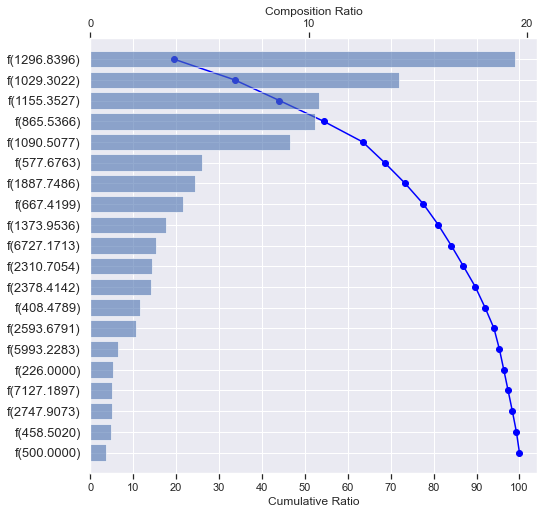 Composition Ratio
0 10 20
f(1296.8396)
f(1029.3022)
f(1155.3527)
f(865.5366)
f(1090.5077)
f(577.6763)
f(1887.7486)
f(667.4199)
f(1373.9536)
f(6727.1713)
f(2310.7054)
f(2378.4142)
f(408.4789)
f(2593.6791)
f(5993.2283)
f(226.0000)
f(7127.1897)
f(2747.9073)
f(458.5020)
f(500.0000)
0 10 20 30 40 50 60 70 80 90 100
Cumulative Ratio